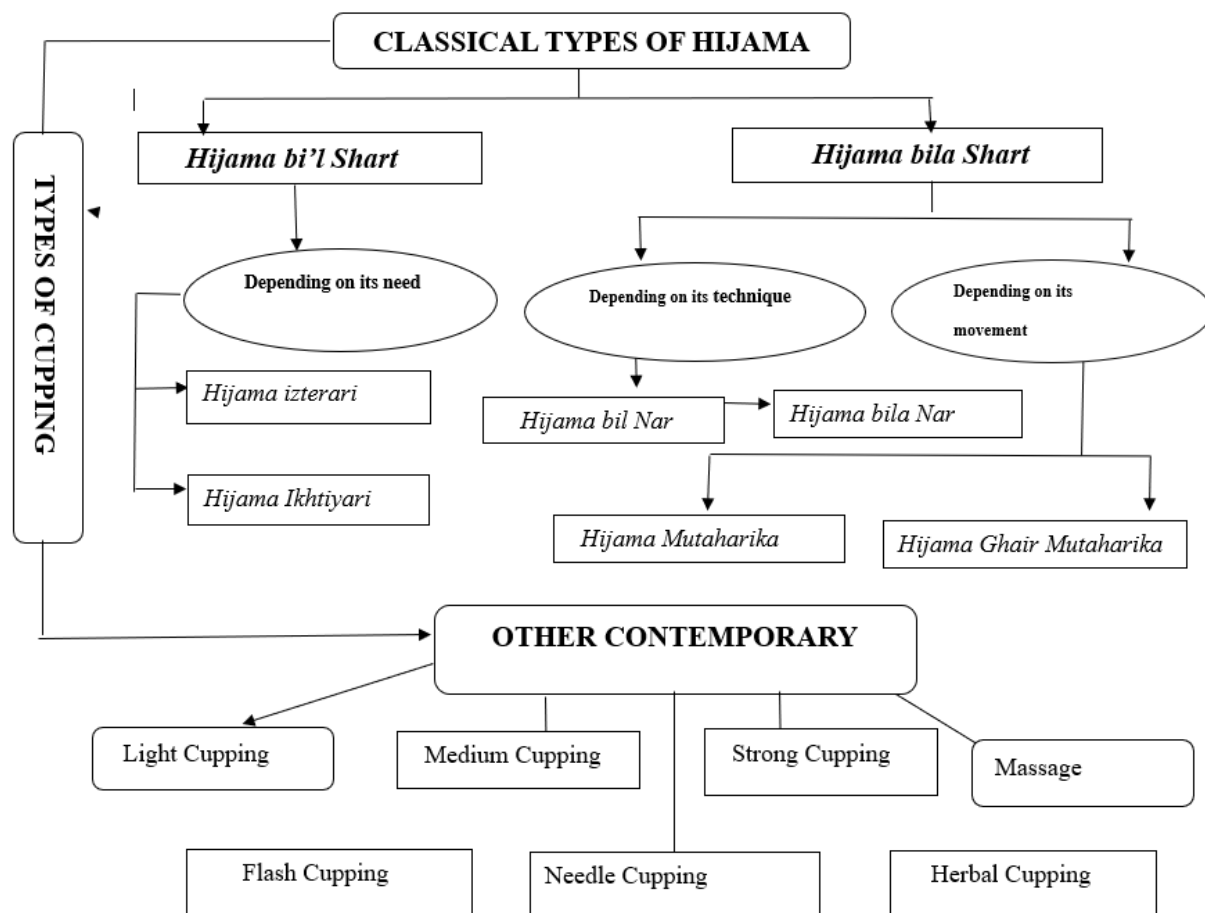 CLASSICAL TYPES OF HIJAMA
TYPES OF CUPPING
Hijama bi’l Shart
Hijama bila Shart
Depending on its need
Depending on its technique
Depending on its
movement
Hijama izterari
Hijama bil Nar
Hijama bila Nar
Hijama Ikhtiyari
Hijama Mutaharika
Hijama Ghair Mutaharika
OTHER CONTEMPORARY
Light Cupping
Medium Cupping
Strong Cupping
Massage
Flash Cupping
Needle Cupping
Herbal Cupping